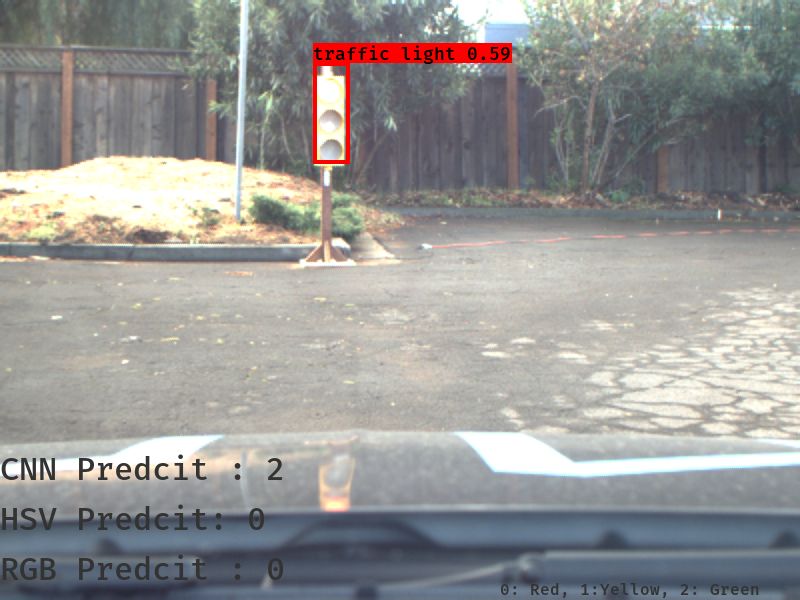 traffic light 0.59
CNN Predcit : 2
HSV Predcit: 0
RGB Predcit : 0
0: Red, 1:Yellow, 2: Green